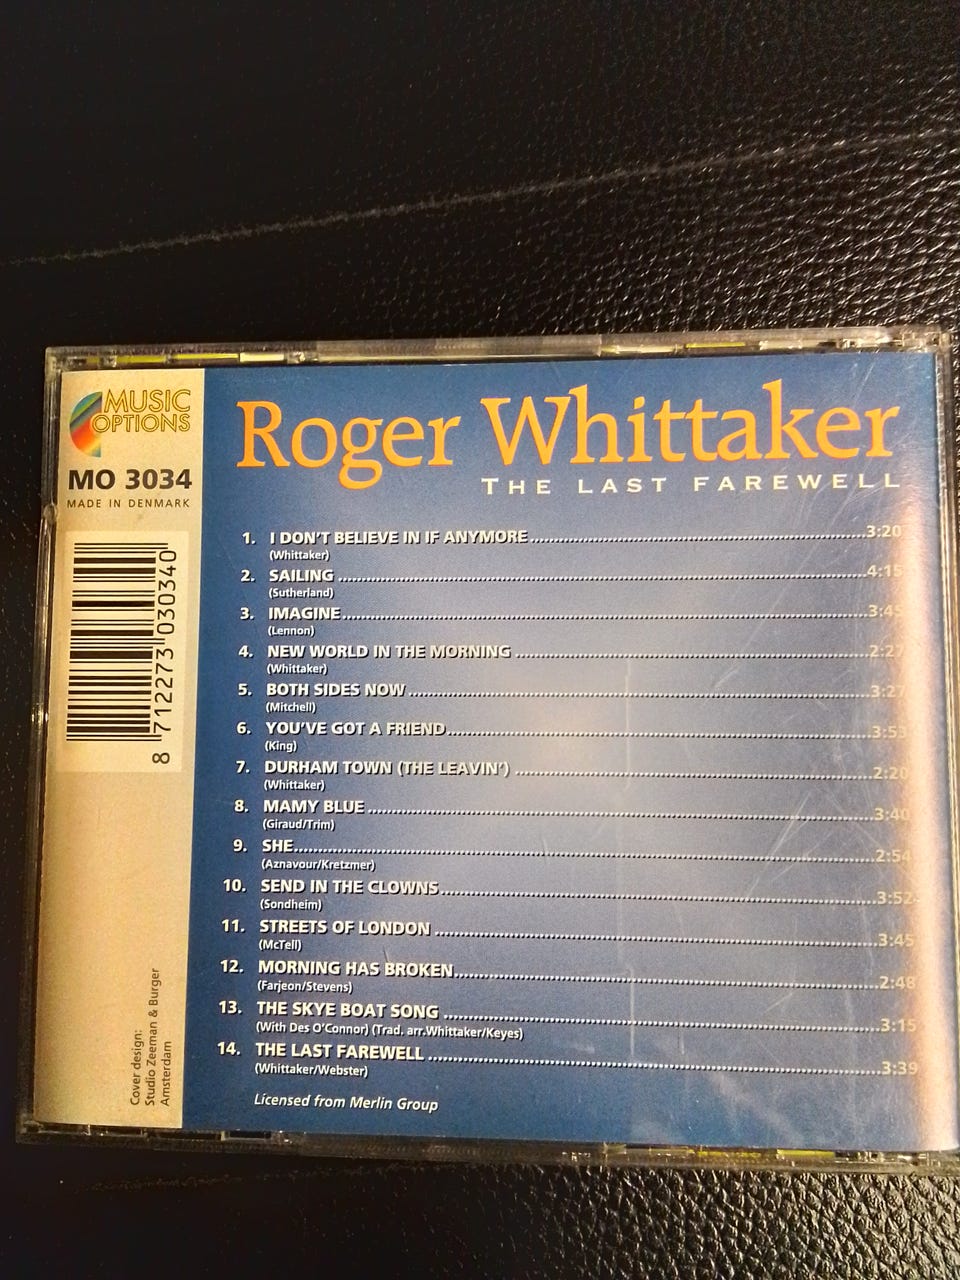 MUSIC
OPTIONS
MO 3034
MADE IN DENMARK
8 712273 030340
Cover design:
Studio Zeeman & Burger
Amsterdam
Roger Whittaker
THE LAST FAREWELL
1. I DON'T BELIEVE IN IF ANYMORE 3:20
(Whittaker)
2. SAILING 4:15
(Sutherland)
3. IMAGINE 3:45
(Lennon)
4. NEW WORLD IN THE MORNING 2:27
(Whittaker)
5. BOTH SIDES NOW 3:27
(Mitchell)
6. YOU'VE GOT A FRIEND 3:53
(King)
7. DURHAM TOWN (THE LEAVIN') 2:20
(Whittaker)
8. MAMY BLUE 3:40
(Giraud/Trim)
9. SHE 2:54
(Aznavour/Kretzmer)
10. SEND IN THE CLOWNS 3:52
(Sondheim)
11. STREETS OF LONDON 3:45
(McTell)
12. MORNING HAS BROKEN 2:48
(Farjeon/Stevens)
13. THE SKYE BOAT SONG 3:15
(With Des O'Connor) (Trad. arr.Whittaker/Keyes)
14. THE LAST FAREWELL 3:39
(Whittaker/Webster)
Licensed from Merlin Group